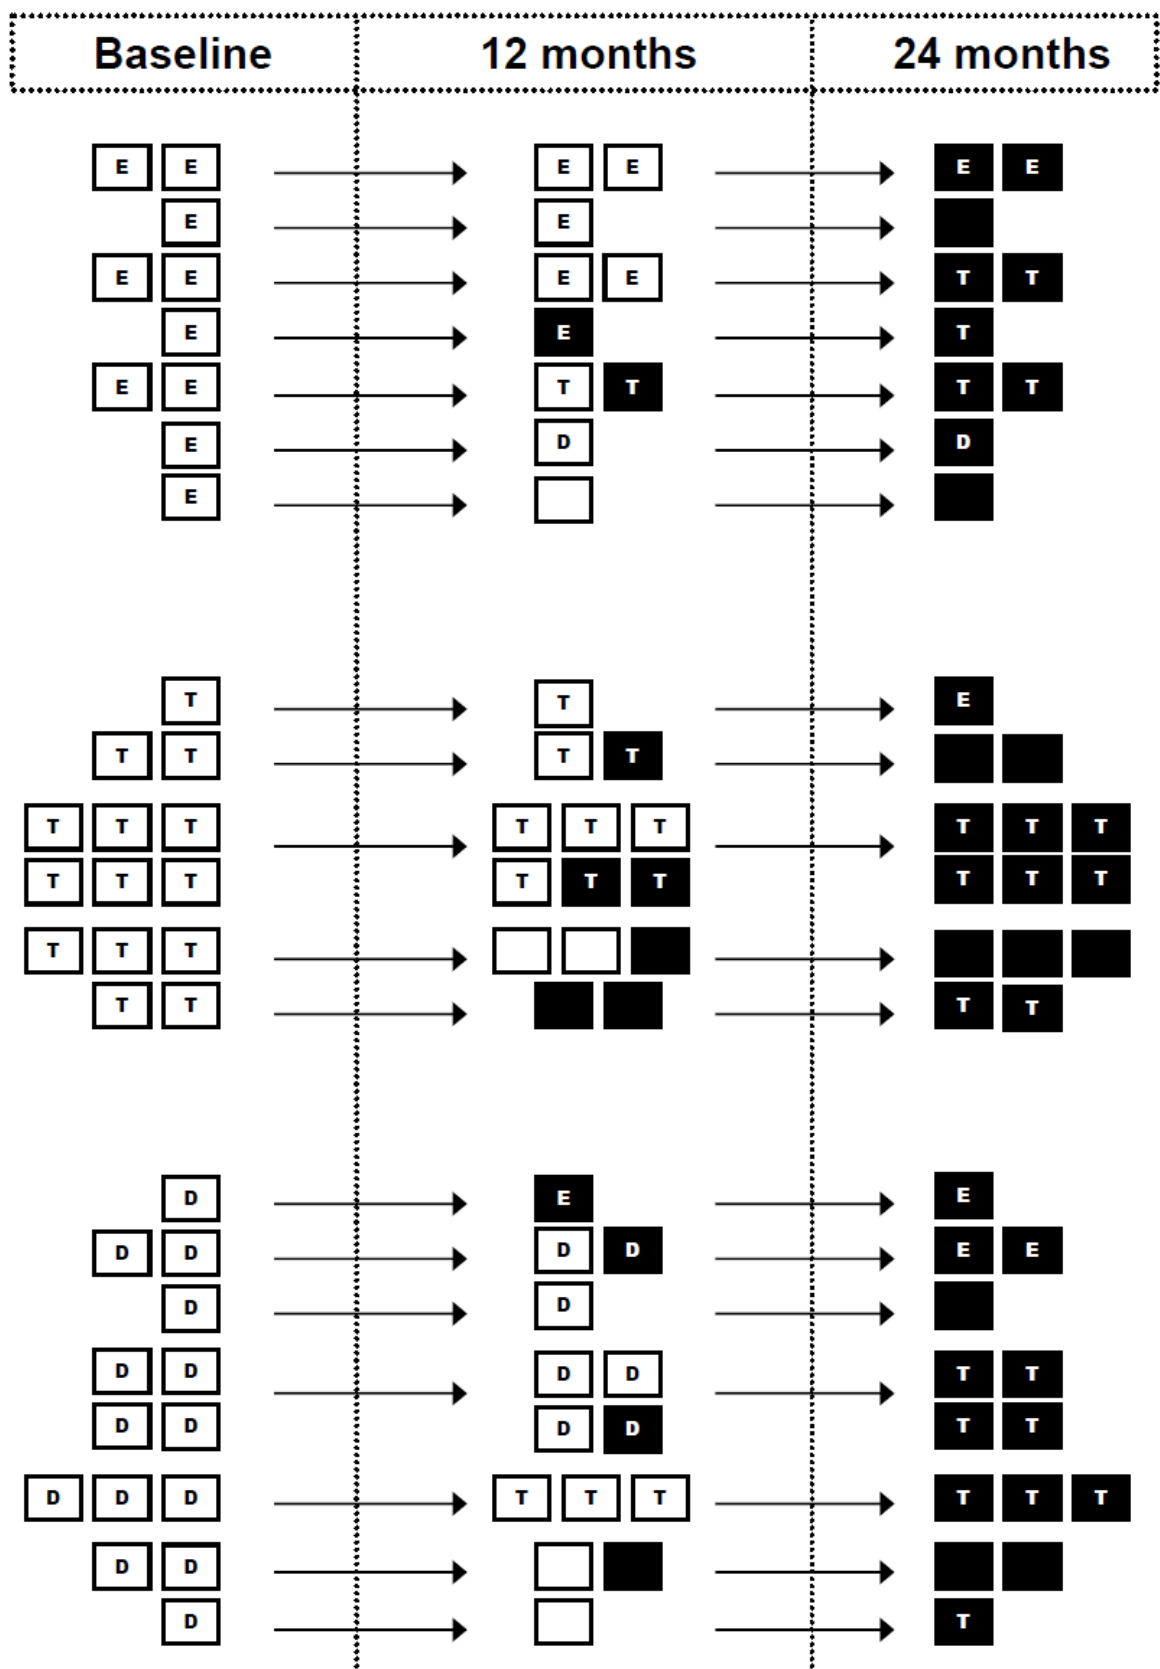 Baseline 12 months 24 months
E E E E E E
E E
E E E E T T
E E T
E E T T T T
E D D
E
T T E
T T T T
T T T T T T T T T
T T T T T T T T T
T T T
T T T T
D E E
D D D D E E
D D
D D D D T T
D D D D T T
D D D T T T T T T
D D
D T